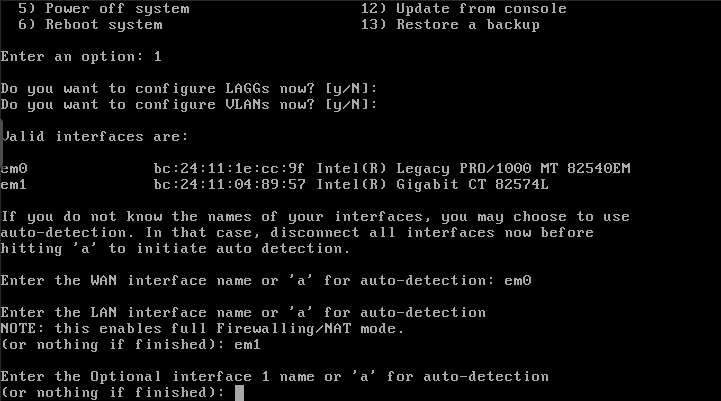 5) Power off system 12) Update from console
6) Reboot system 13) Restore a backup
Enter an option: 1
Do you want to configure LAGGs now? [y/N]:
Do you want to configure VLANs now? [y/N]:
Valid interfaces are:
em0 bc:24:11:1e:cc:9f Intel(R) Legacy PRO/1000 MT 82540EM
em1 bc:24:11:04:89:57 Intel(R) Gigabit CT 82574L
If you do not know the names of your interfaces, you may choose to use
auto-detection. In that case, disconnect all interfaces now before
hitting 'a' to initiate auto detection.
Enter the WAN interface name or 'a' for auto-detection: em0
Enter the LAN interface name or 'a' for auto-detection
NOTE: this enables full Firewalling/NAT mode.
(or nothing if finished): em1
Enter the Optional interface 1 name or 'a' for auto-detection
(or nothing if finished):